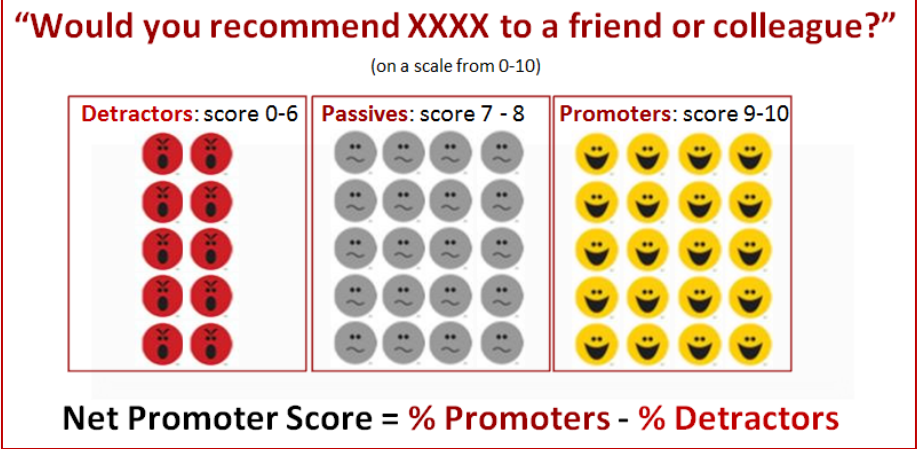 “Would you recommend XXXX to a friend or colleague?”
(on a scale from 0-10)
Detractors: score 0-6
Passives: score 7 - 8
Promoters: score 9-10
Net Promoter Score = % Promoters - % Detractors